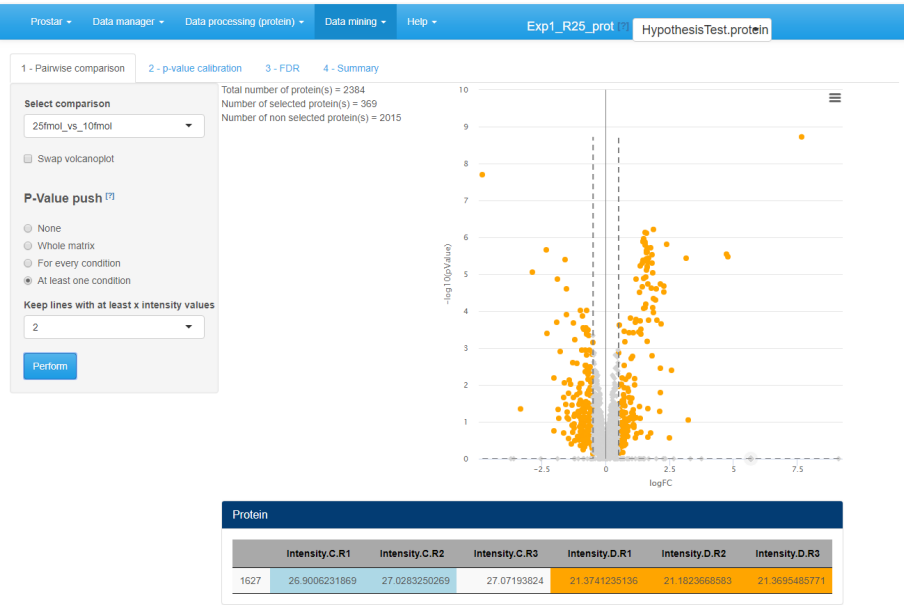 Prostar Data manager Data processing (protein) Data mining Help Exp1_R25_prot [?] HypothesisTest.protein
1 - Pairwise comparison 2 - p-value calibration 3 - FDR 4 - Summary
Select comparison
25fmol_vs_10fmol
Swap volcanoplot
P-Value push [?]
None
Whole matrix
For every condition
At least one condition
Keep lines with at least x intensity values
2
Perform
Total number of protein(s) = 2384
Number of selected protein(s) = 369
Number of non selected protein(s) = 2015
-log10(pValue)
10
9
8
7
6
5
4
3
2
1
0
-2.5 0 2.5 5 7.5
logFC
Protein
Intensity.C.R1 Intensity.C.R2 Intensity.C.R3 Intensity.D.R1 Intensity.D.R2 Intensity.D.R3
1627 26.9006231869 27.0283250269 27.07193824 21.3741235136 21.1823668583 21.3695485771